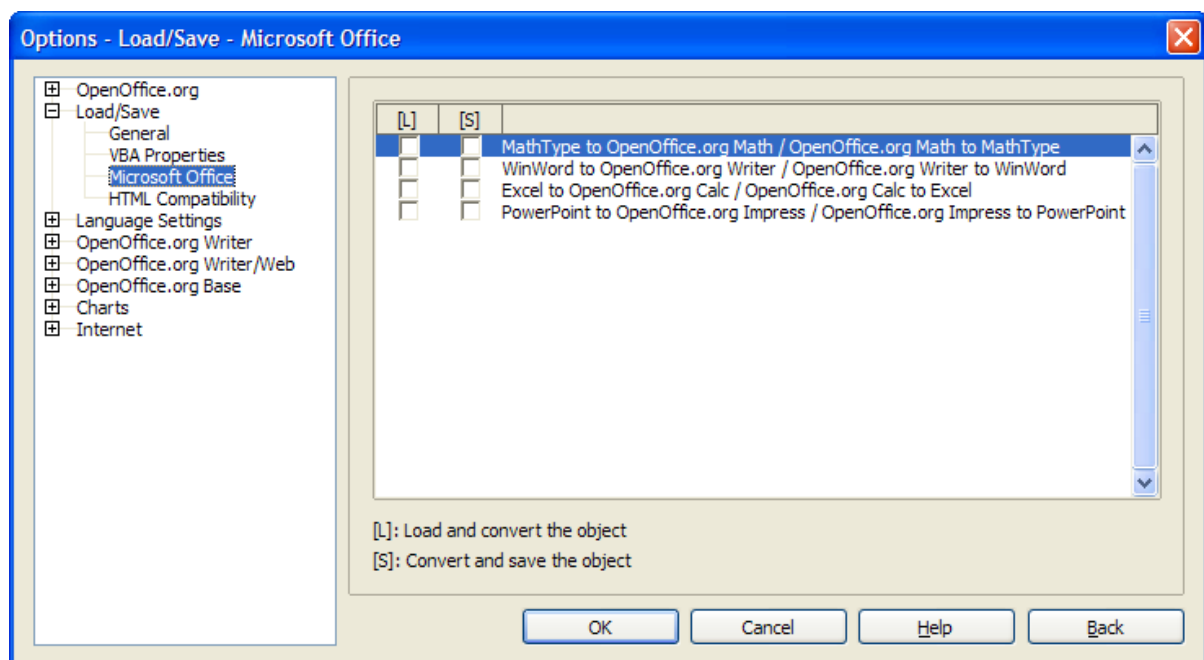 Options - Load/Save - Microsoft Office
OpenOffice.org
Load/Save
General
VBA Properties
Microsoft Office
HTML Compatibility
Language Settings
OpenOffice.org Writer
OpenOffice.org Writer/Web
OpenOffice.org Base
Charts
Internet
[L] [S]
MathType to OpenOffice.org Math / OpenOffice.org Math to MathType
WinWord to OpenOffice.org Writer / OpenOffice.org Writer to WinWord
Excel to OpenOffice.org Calc / OpenOffice.org Calc to Excel
PowerPoint to OpenOffice.org Impress / OpenOffice.org Impress to PowerPoint
[L]: Load and convert the object
[S]: Convert and save the object
OK Cancel Help Back